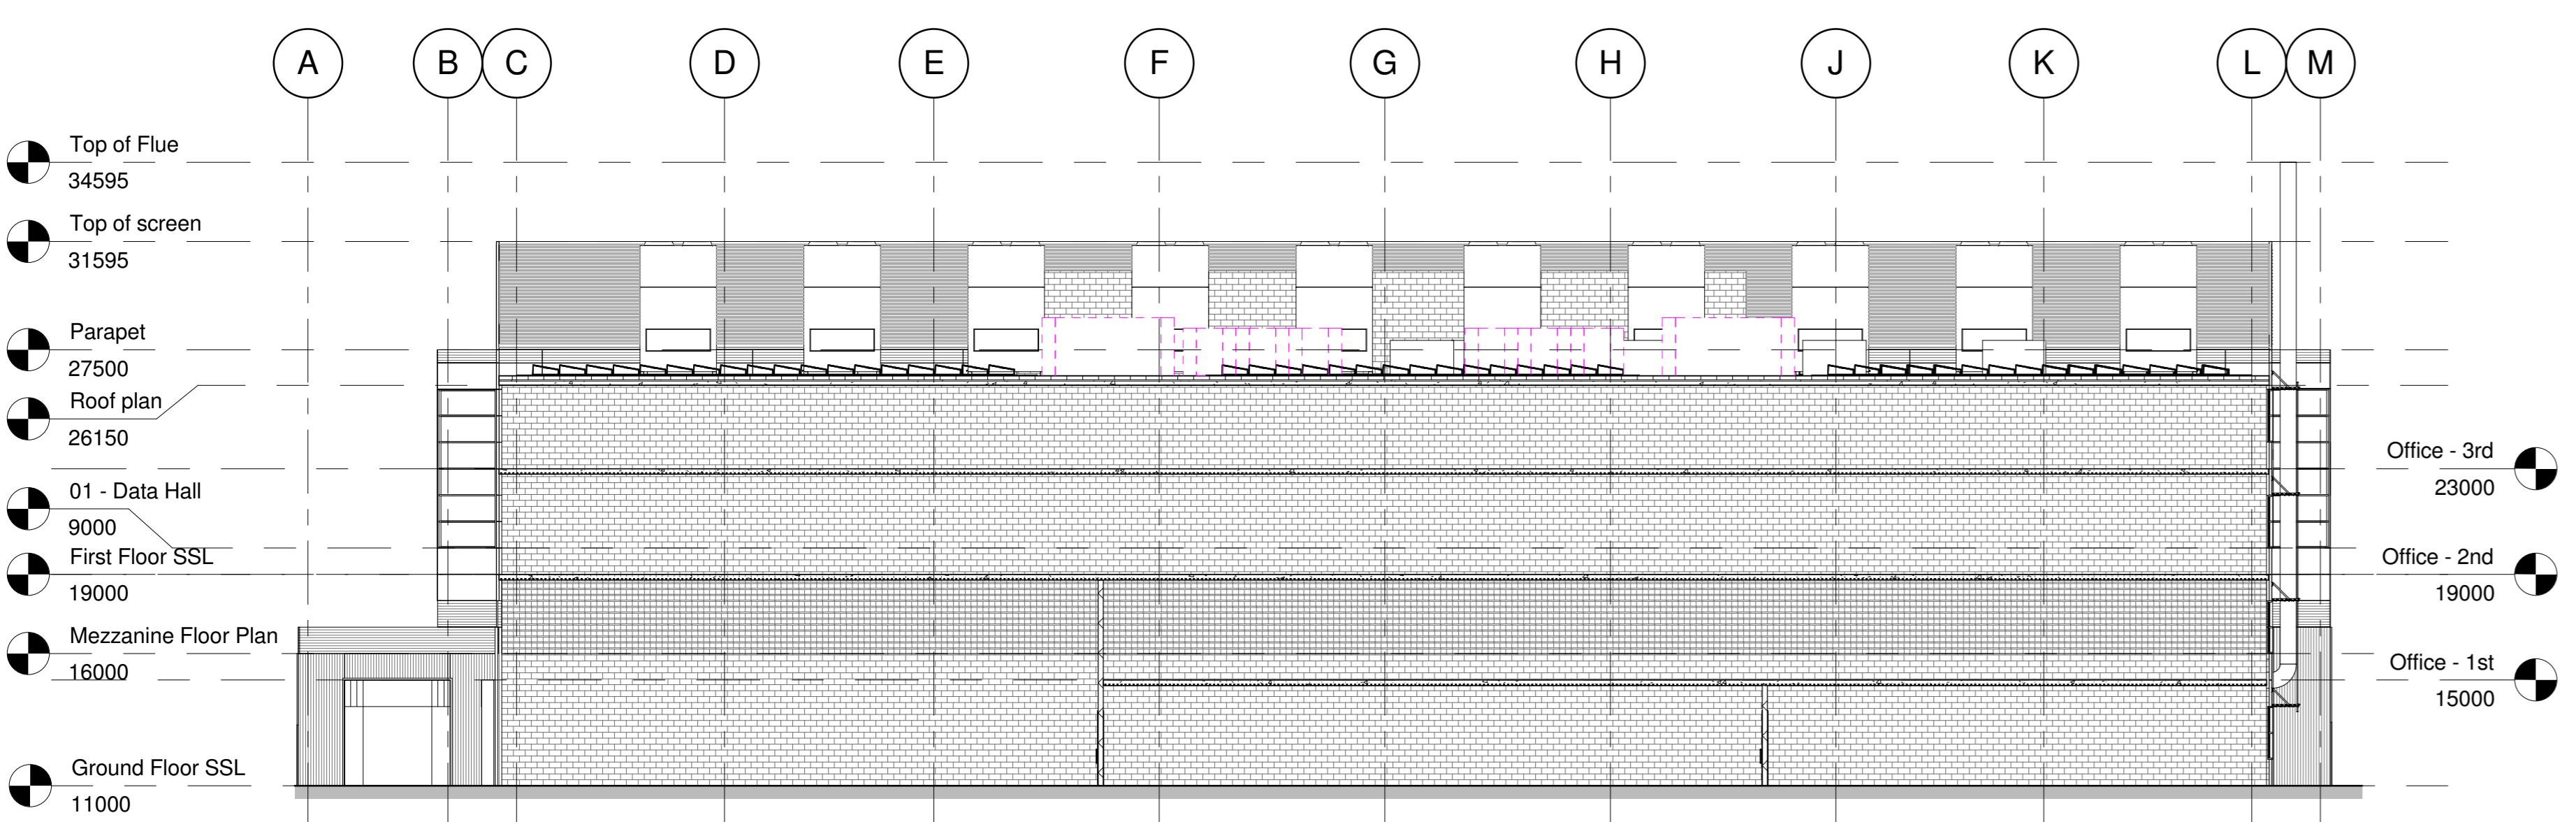 A B C D E F G H J K L M
Top of Flue
34595
Top of screen
31595
Parapet
27500
Roof plan
26150
01 - Data Hall
9000
First Floor SSL
19000
Mezzanine Floor Plan
16000
Ground Floor SSL
11000
Office - 3rd
23000
Office - 2nd
19000
Office - 1st
15000